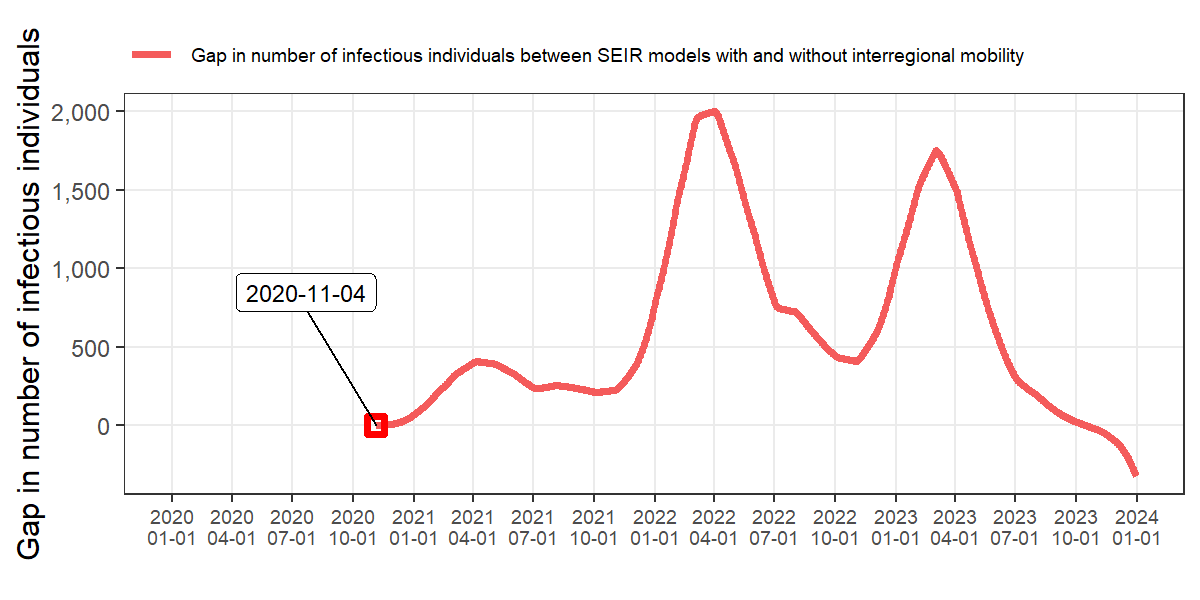 Gap in number of infectious individuals between SEIR models with and without interregional mobility
Gap in number of infectious individuals
2,000
1,500
1,000
500
0
2020-11-04
2020 2020 2020 2020 2021 2021 2021 2021 2022 2022 2022 2022 2023 2023 2023 2023 2024
01-01 04-01 07-01 10-01 01-01 04-01 07-01 10-01 01-01 04-01 07-01 10-01 01-01 04-01 07-01 10-01 01-01